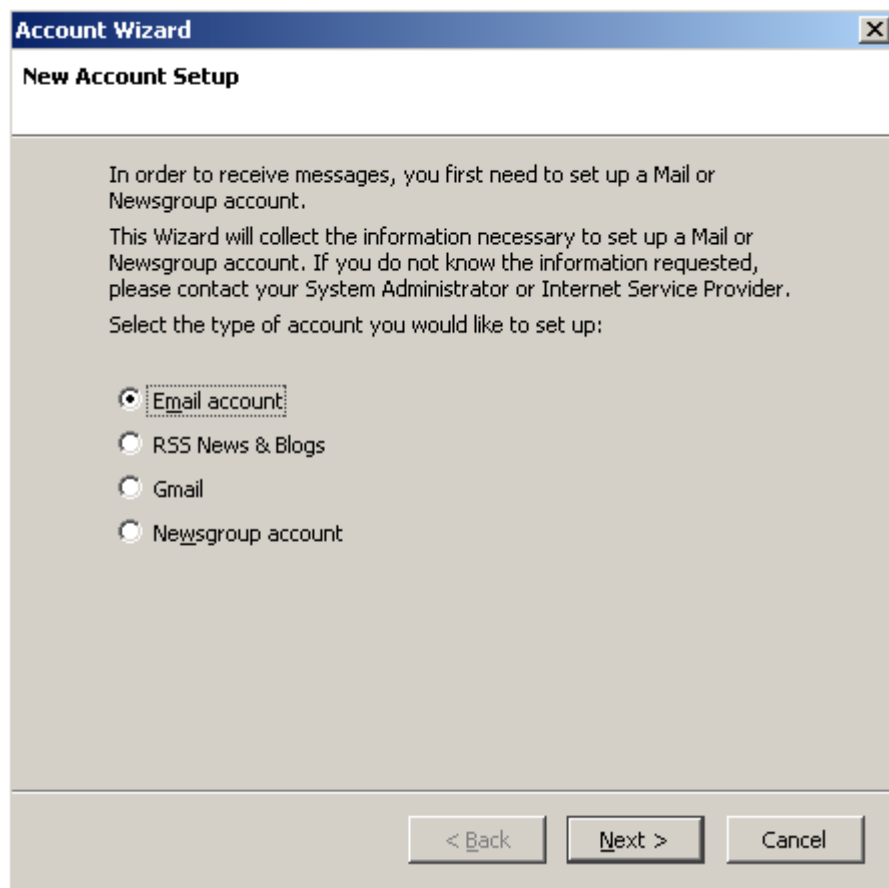 Account Wizard
New Account Setup
In order to receive messages, you first need to set up a Mail or
Newsgroup account.
This Wizard will collect the information necessary to set up a Mail or
Newsgroup account. If you do not know the information requested,
please contact your System Administrator or Internet Service Provider.
Select the type of account you would like to set up:
Email account
RSS News & Blogs
Gmail
Newsgroup account
< Back Next > Cancel